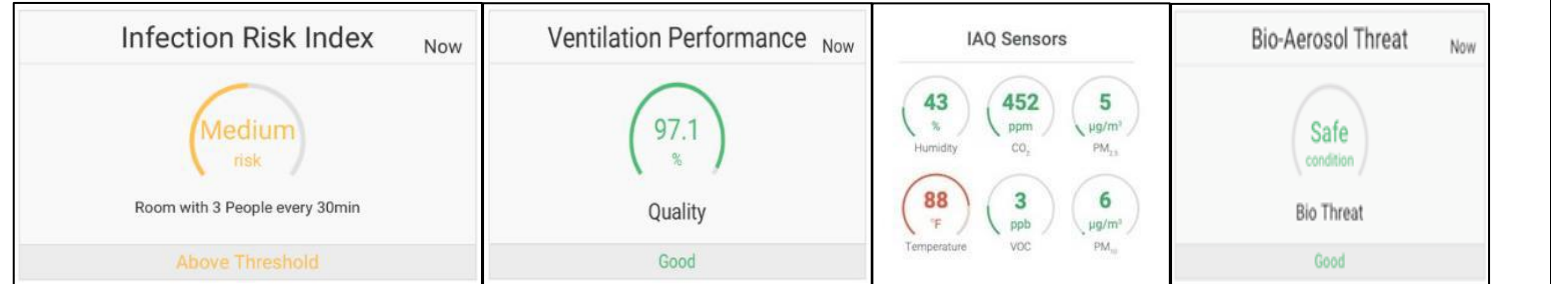 Infection Risk Index Now
Medium
risk
Room with 3 People every 30min
Above Threshold
Ventilation Performance Now
97.1
%
Quality
Good
IAQ Sensors
43
%
Humidity
452
ppm
CO₂
5
µg/m³
PM₂.₅
88
°F
Temperature
3
ppb
VOC
6
µg/m³
PM₁₀
Bio-Aerosol Threat Now
Safe
condition
Bio Threat
Good